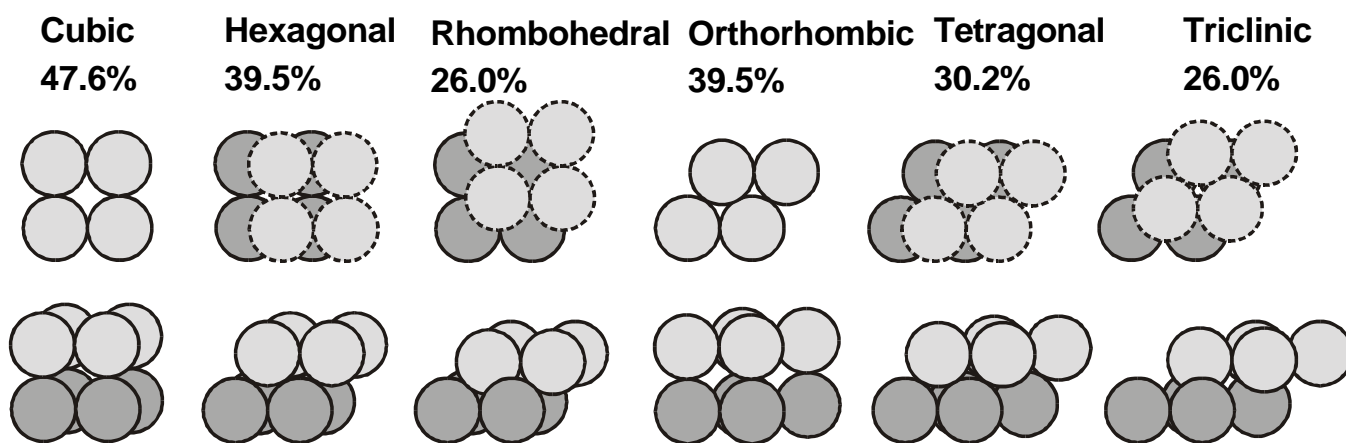 Cubic Hexagonal Rhombohedral Orthorhombic Tetragonal Triclinic
47.6% 39.5% 26.0% 39.5% 30.2% 26.0%